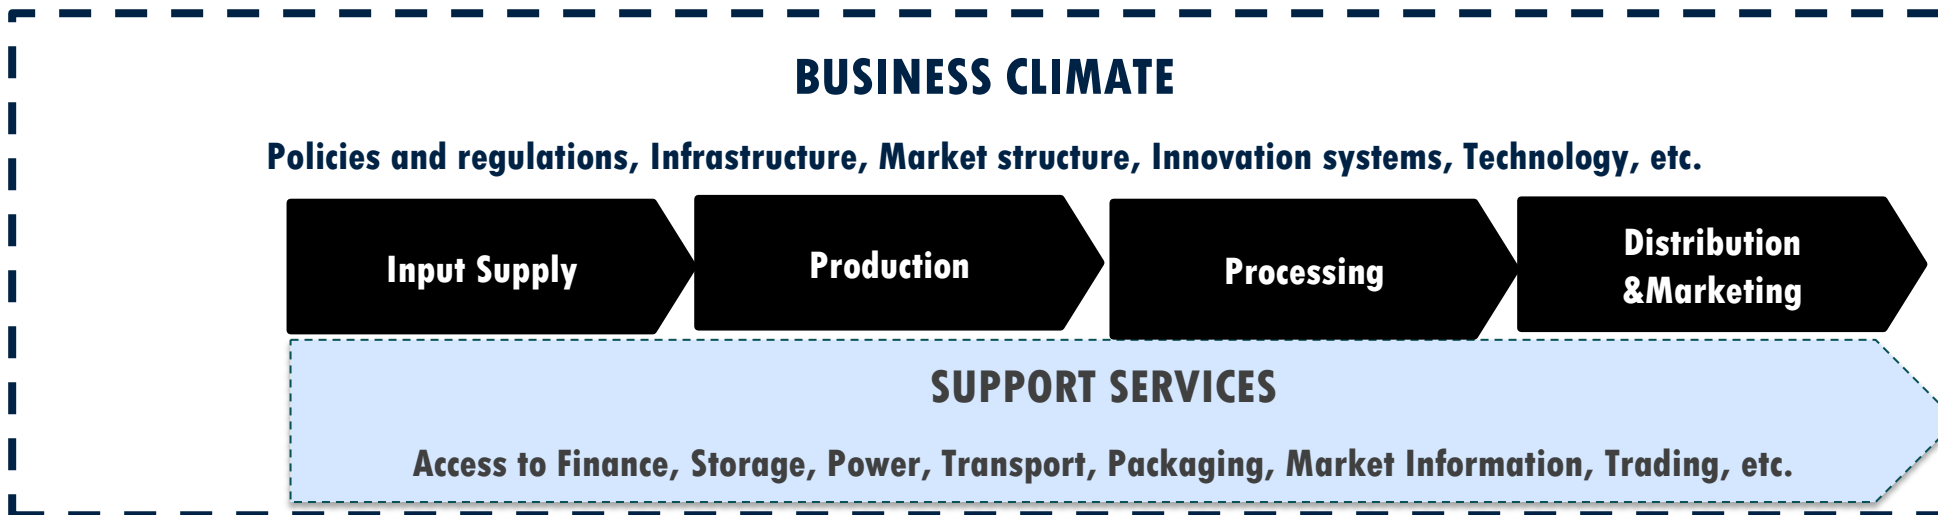 BUSINESS CLIMATE
Policies and regulations, Infrastructure, Market structure, Innovation systems, Technology, etc.
Input Supply
Production
Processing
Distribution
&Marketing
SUPPORT SERVICES
Access to Finance, Storage, Power, Transport, Packaging, Market Information, Trading, etc.